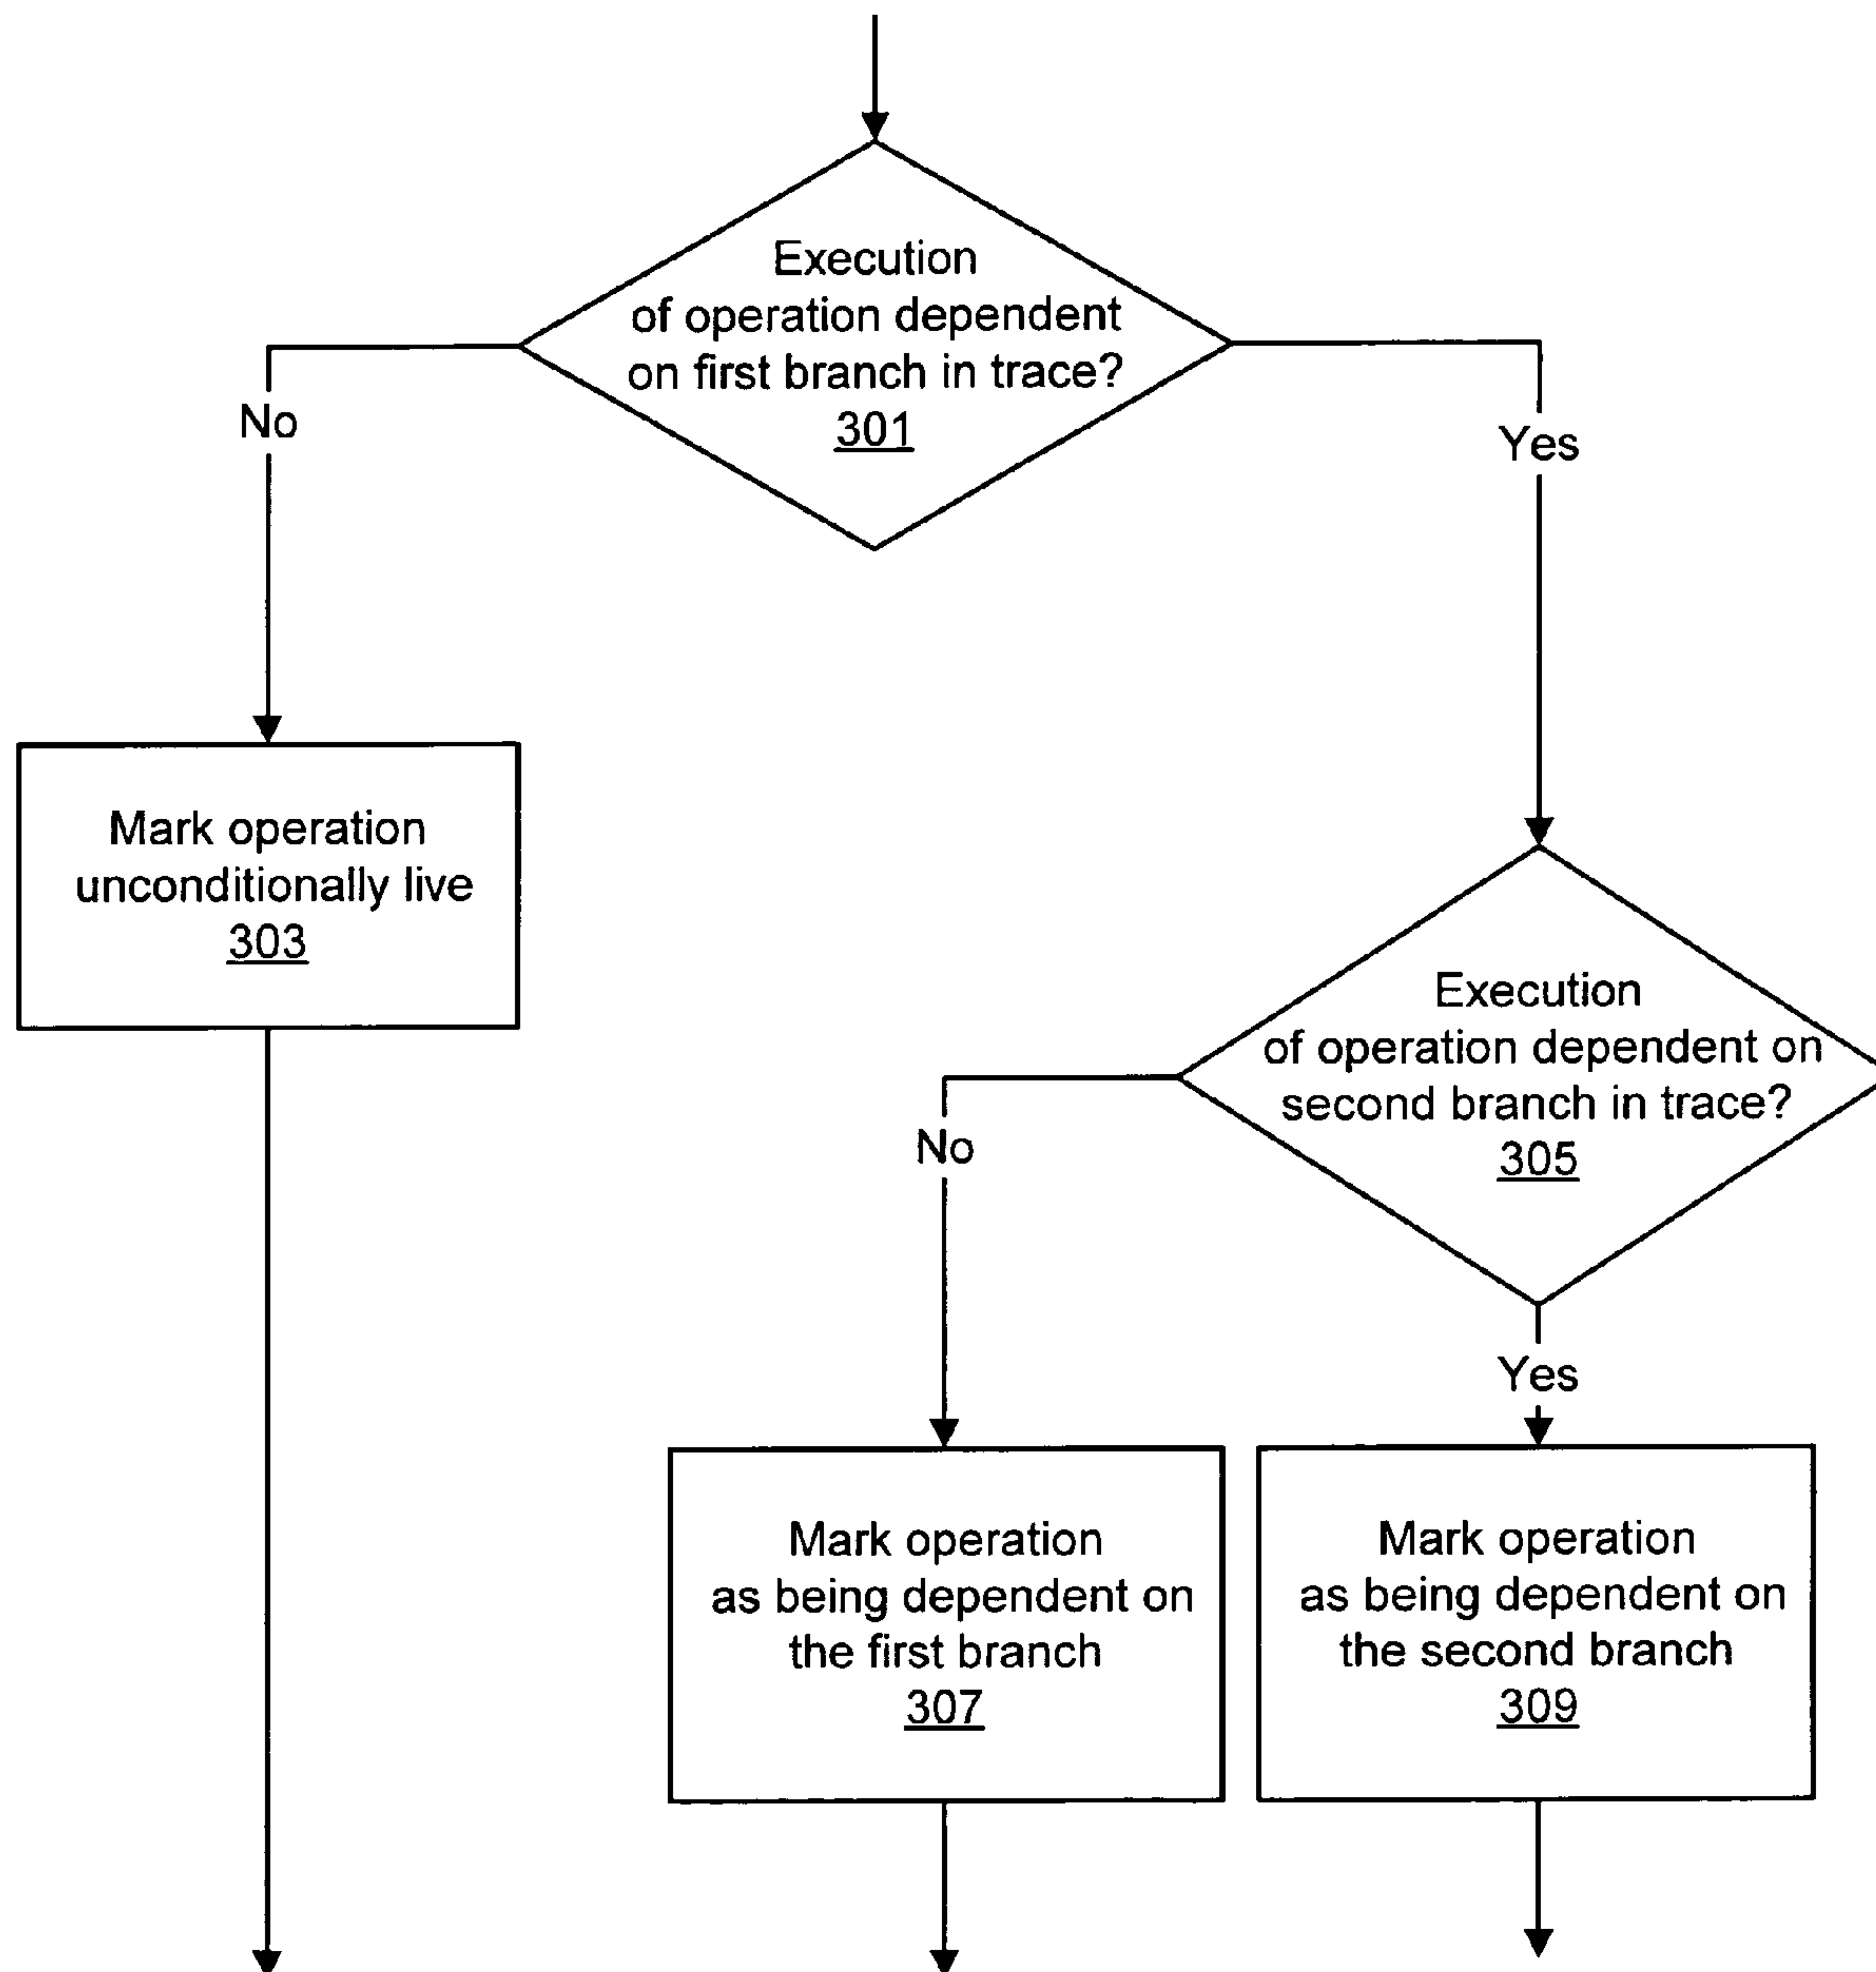 Execution
of operation dependent
on first branch in trace?
301
No
Yes
Mark operation
unconditionally live
303
Execution
of operation dependent on
second branch in trace?
305
No
Yes
Mark operation
as being dependent on
the first branch
307
Mark operation
as being dependent on
the second branch
309